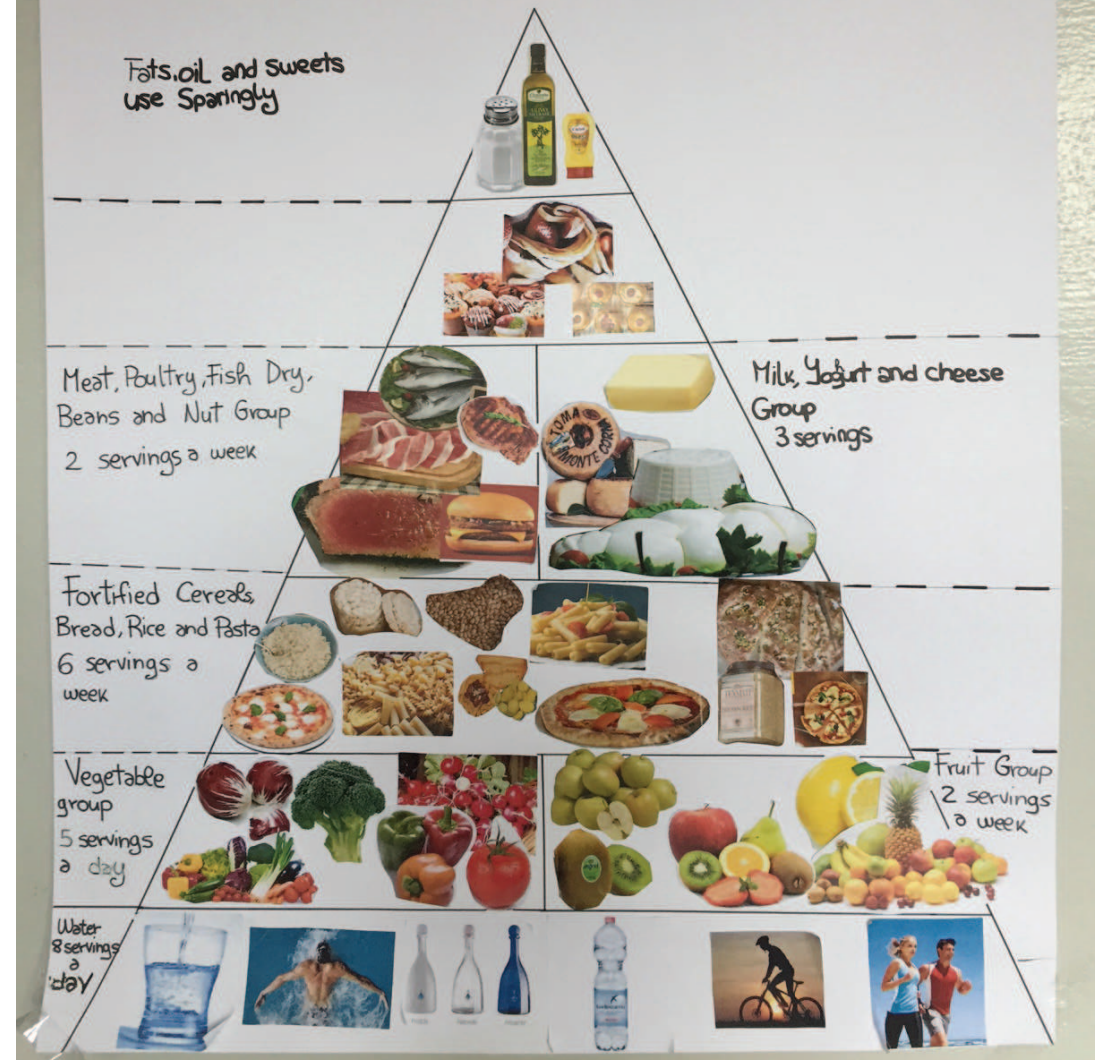 Fats.oil and sweets
use Sparingly
Meat, Poultry, Fish Dry,
Beans and Nut Group
2 servings a week
Milk, Yogurt and cheese
Group
3 servings
TOMA
MONTE
Fortified Cereals,
Bread, Rice and Pasta
6 servings a
week
Vegetable
group
5 servings
a day
Fruit Group
2 servings
a week
Water
8 servings
a
day